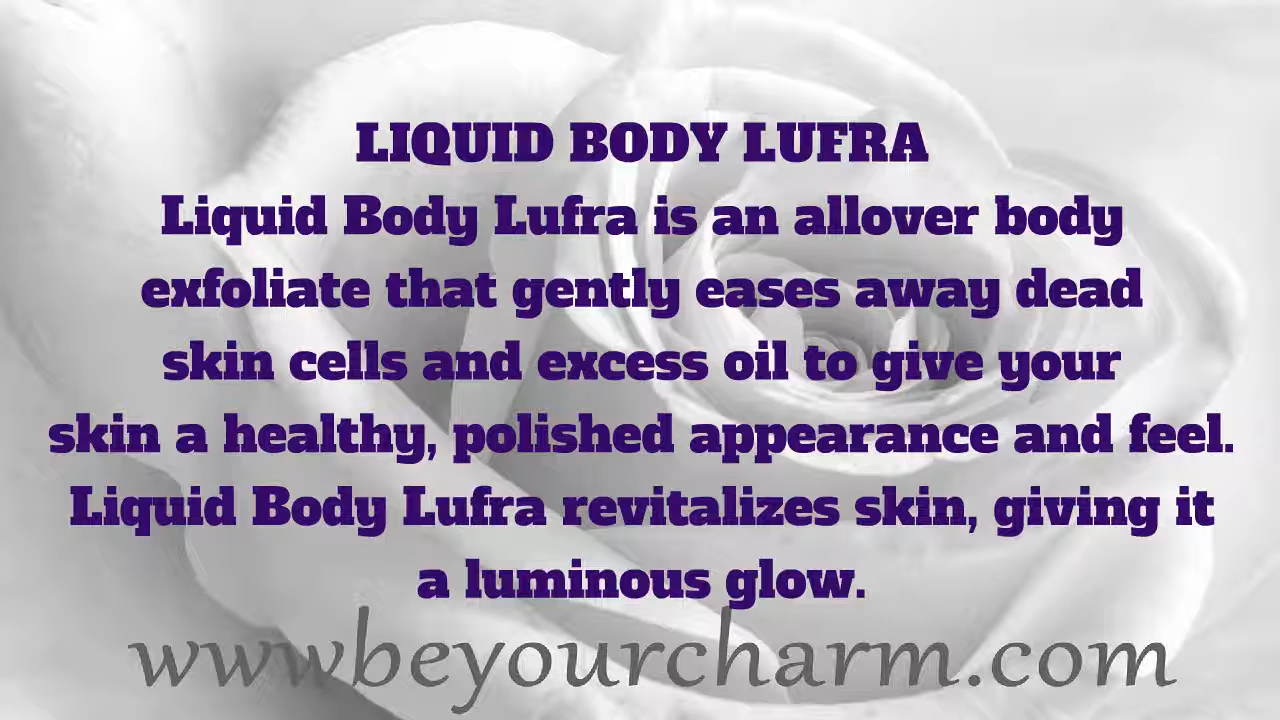 LIQUID BODY LUFRA
Liquid Body Lufra is an allover body
exfoliate that gently eases away dead
skin cells and excess oil to give your
skin a healthy, polished appearance and feel.
Liquid Body Lufra revitalizes skin, giving it
a luminous glow.
www.beyourcharm.com